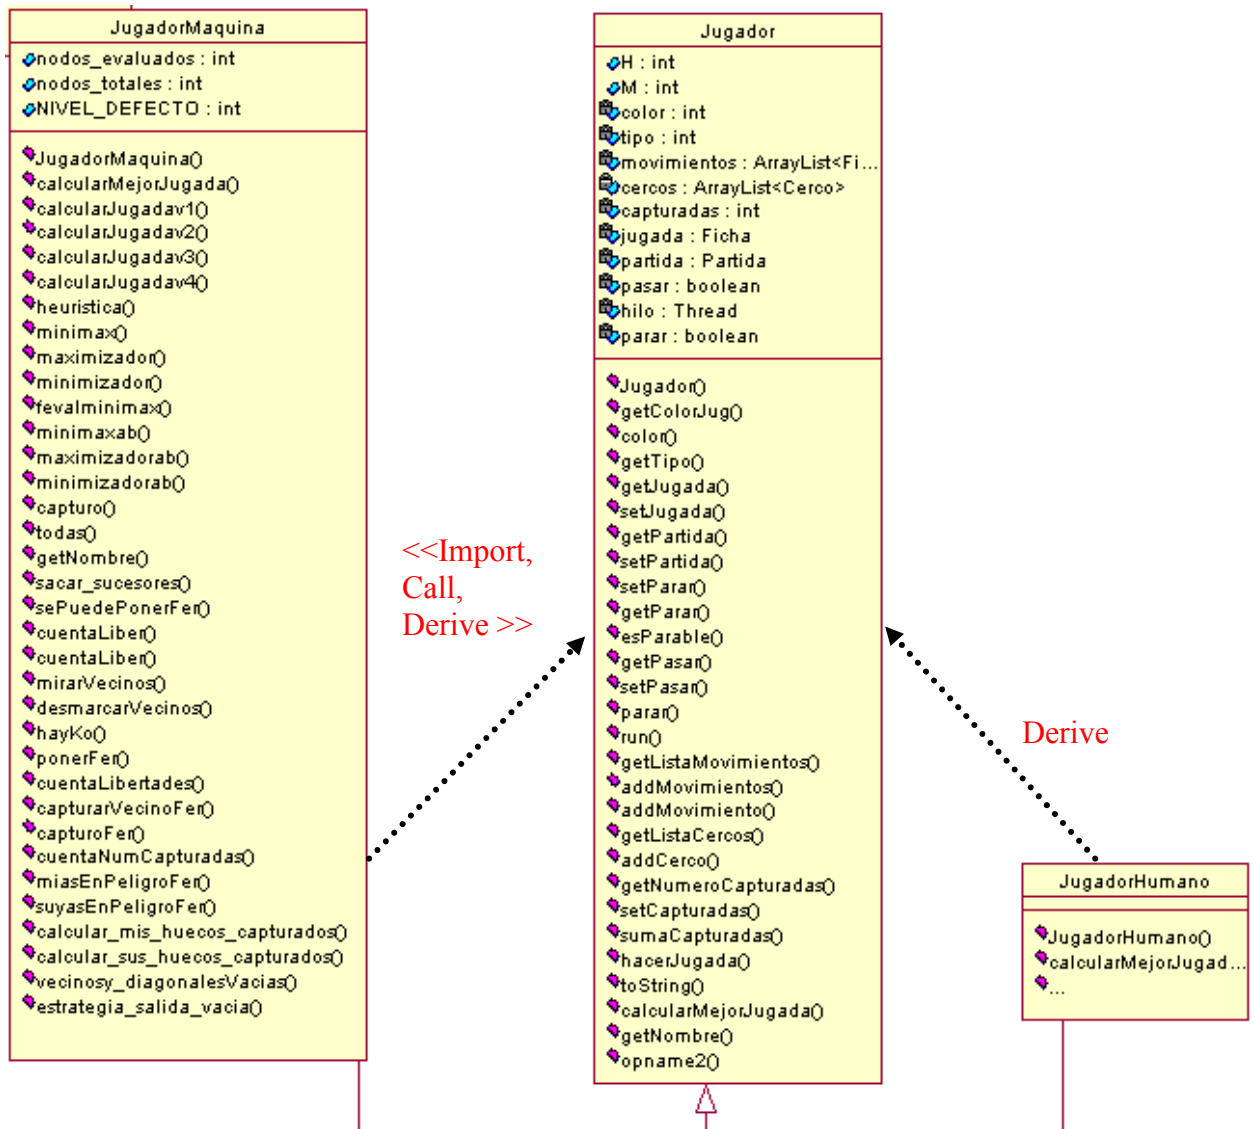 JugadorMaquina
nodos_evaluados : int
nodos_totales : int
NIVEL_DEFECTO : int
JugadorMaquina()
calcularMejorJugada()
calcularJugadav1()
calcularJugadav2()
calcularJugadav3()
calcularJugadav4()
heuristica()
minimax()
maximizador()
minimizador()
fevalminimax()
minimaxab()
maximizadorab()
minimizadorab()
capturo()
todas()
getNombre()
sacar_sucesores()
sePuedePonerFer()
cuentaLiber()
cuentaLiber()
mirarVecinos()
desmarcarVecinos()
hayKo()
ponerFer()
cuentaLibertades()
capturarVecinoFer()
capturoFer()
cuentaNumCapturadas()
miasEnPeligroFer()
suyasEnPeligroFer()
calcular_mis_huecos_capturados()
calcular_sus_huecos_capturados()
vecinosy_diagonalesVacias()
estrategia_salida_vacia()
<<Import,
Call,
Derive >>
Jugador
H : int
M : int
color : int
tipo : int
movimientos : ArrayList<Fi...
cercos : ArrayList<Cerco>
capturadas : int
jugada : Ficha
partida : Partida
pasar : boolean
hilo : Thread
parar : boolean
Jugador()
getColorJug()
color()
getTipo()
getJugada()
setJugada()
getPartida()
setPartida()
setParar()
getParar()
esParable()
getPasar()
setPasar()
parar()
run()
getListaMovimientos()
addMovimientos()
addMovimiento()
getListaCercos()
addCerco()
getNumeroCapturadas()
setCapturadas()
sumaCapturadas()
hacerJugada()
toString()
calcularMejorJugada()
getNombre()
opname2()
Derive
JugadorHumano
JugadorHumano()
calcularMejorJugad...
...